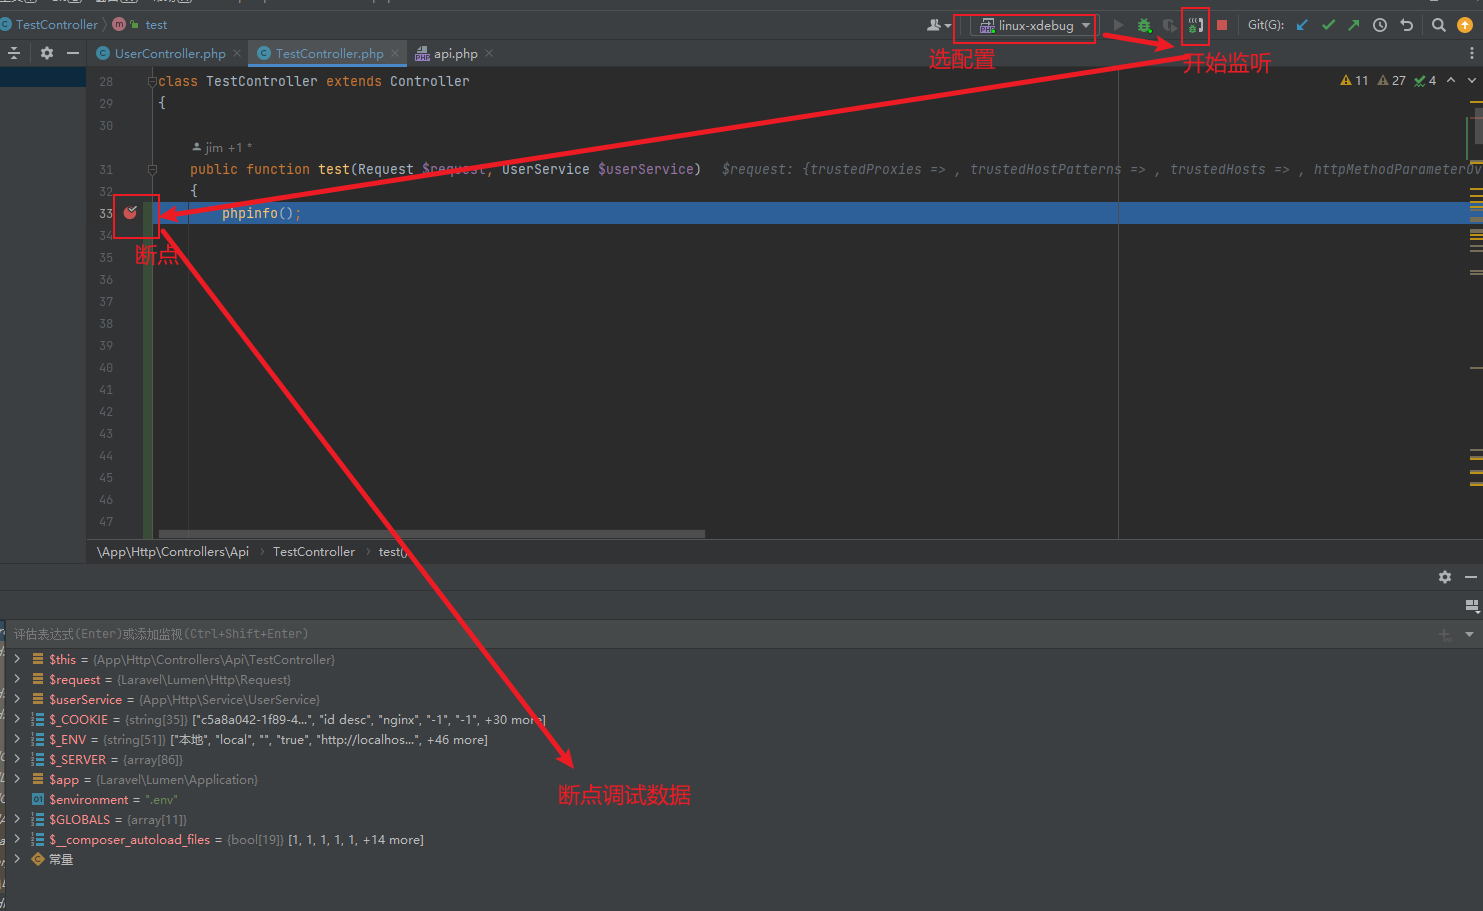 TestController
m
test
linux-xdebug
Git(G):
选配置
开始监听
UserController.php
TestController.php
api.php
28 class TestController extends Controller
11 27 4
29 {
30
jim +1 *
31 public function test(Request $request, UserService $userService) $request: {trustedProxies => , trustedHostPatterns => , trustedHosts => , httpMethodParameterOv
32 {
33 phpinfo();
34
断点
35
36
37
38
39
40
41
42
43
44
45
46
47
\App\Http\Controllers\Api
TestController
test()
评估表达式(Enter)或添加监视(Ctrl+Shift+Enter)
$this = {App\Http\Controllers\Api\TestController}
$request = {Laravel\Lumen\Http\Request}
$userService = {App\Http\Service\UserService}
$_COOKIE = {string[35]} ["c5a8a042-1f89-4...", "id desc", "nginx", "-1", "-1", +30 more]
$_ENV = {string[51]} ["本地", "local", "", "true", "http://localhos...", +46 more]
$_SERVER = {array[86]}
$app = {Laravel\Lumen\Application}
$environment = ".env"
断点调试数据
$GLOBALS = {array[11]}
$__composer_autoload_files = {bool[19]} [1, 1, 1, 1, 1, +14 more]
常量